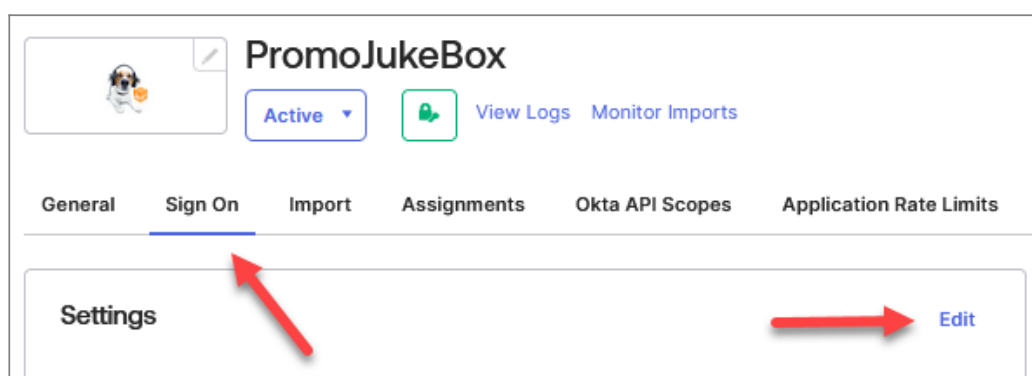 PromoJukeBox
Active View Logs Monitor Imports
General Sign On Import Assignments Okta API Scopes Application Rate Limits
Settings Edit